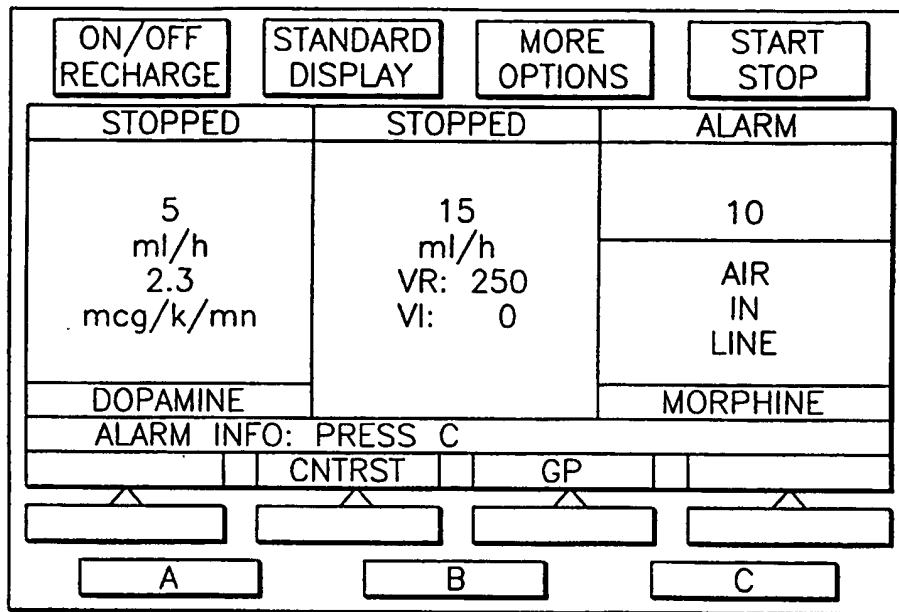 ON/OFF RECHARGE
STANDARD DISPLAY
MORE OPTIONS
START STOP
STOPPED
STOPPED
ALARM
5
ml/h
2.3
mcg/k/mn
15
ml/h
VR: 250
VI: 0
10
AIR
IN
LINE
DOPAMINE
MORPHINE
ALARM INFO: PRESS C
CNTRST
GP
A
B
C